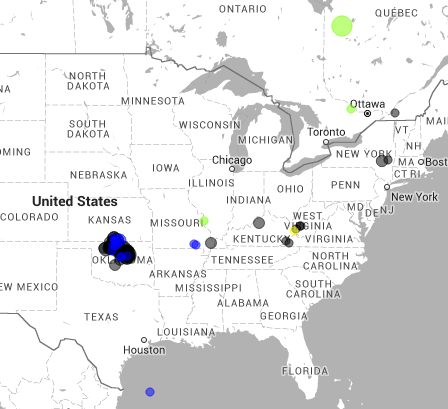 ONTARIO
QUÉBEC
NORTH
DAKOTA
MINNESOTA
Ottawa
SOUTH
DAKOTA
WISCONSIN
MICHIGAN
Toronto
VT
MAI
NH
OMING
NEW YORK
MA
Bost
CT RI
Chicago
IOWA
NEBRASKA
ILLINOIS
OHIO
PENN
New York
INDIANA
MD
DE
NJ
United States
COLORADO
KANSAS
MISSOURI
WEST
VIRGINIA
KENTUCKY
VIRGINIA
OKLAHOMA
TENNESSEE
NORTH
CAROLINA
ARKANSAS
EW MEXICO
MISSISSIPPI
SOUTH
CAROLINA
ALABAMA
TEXAS
GEORGIA
LOUISIANA
Houston
FLORIDA